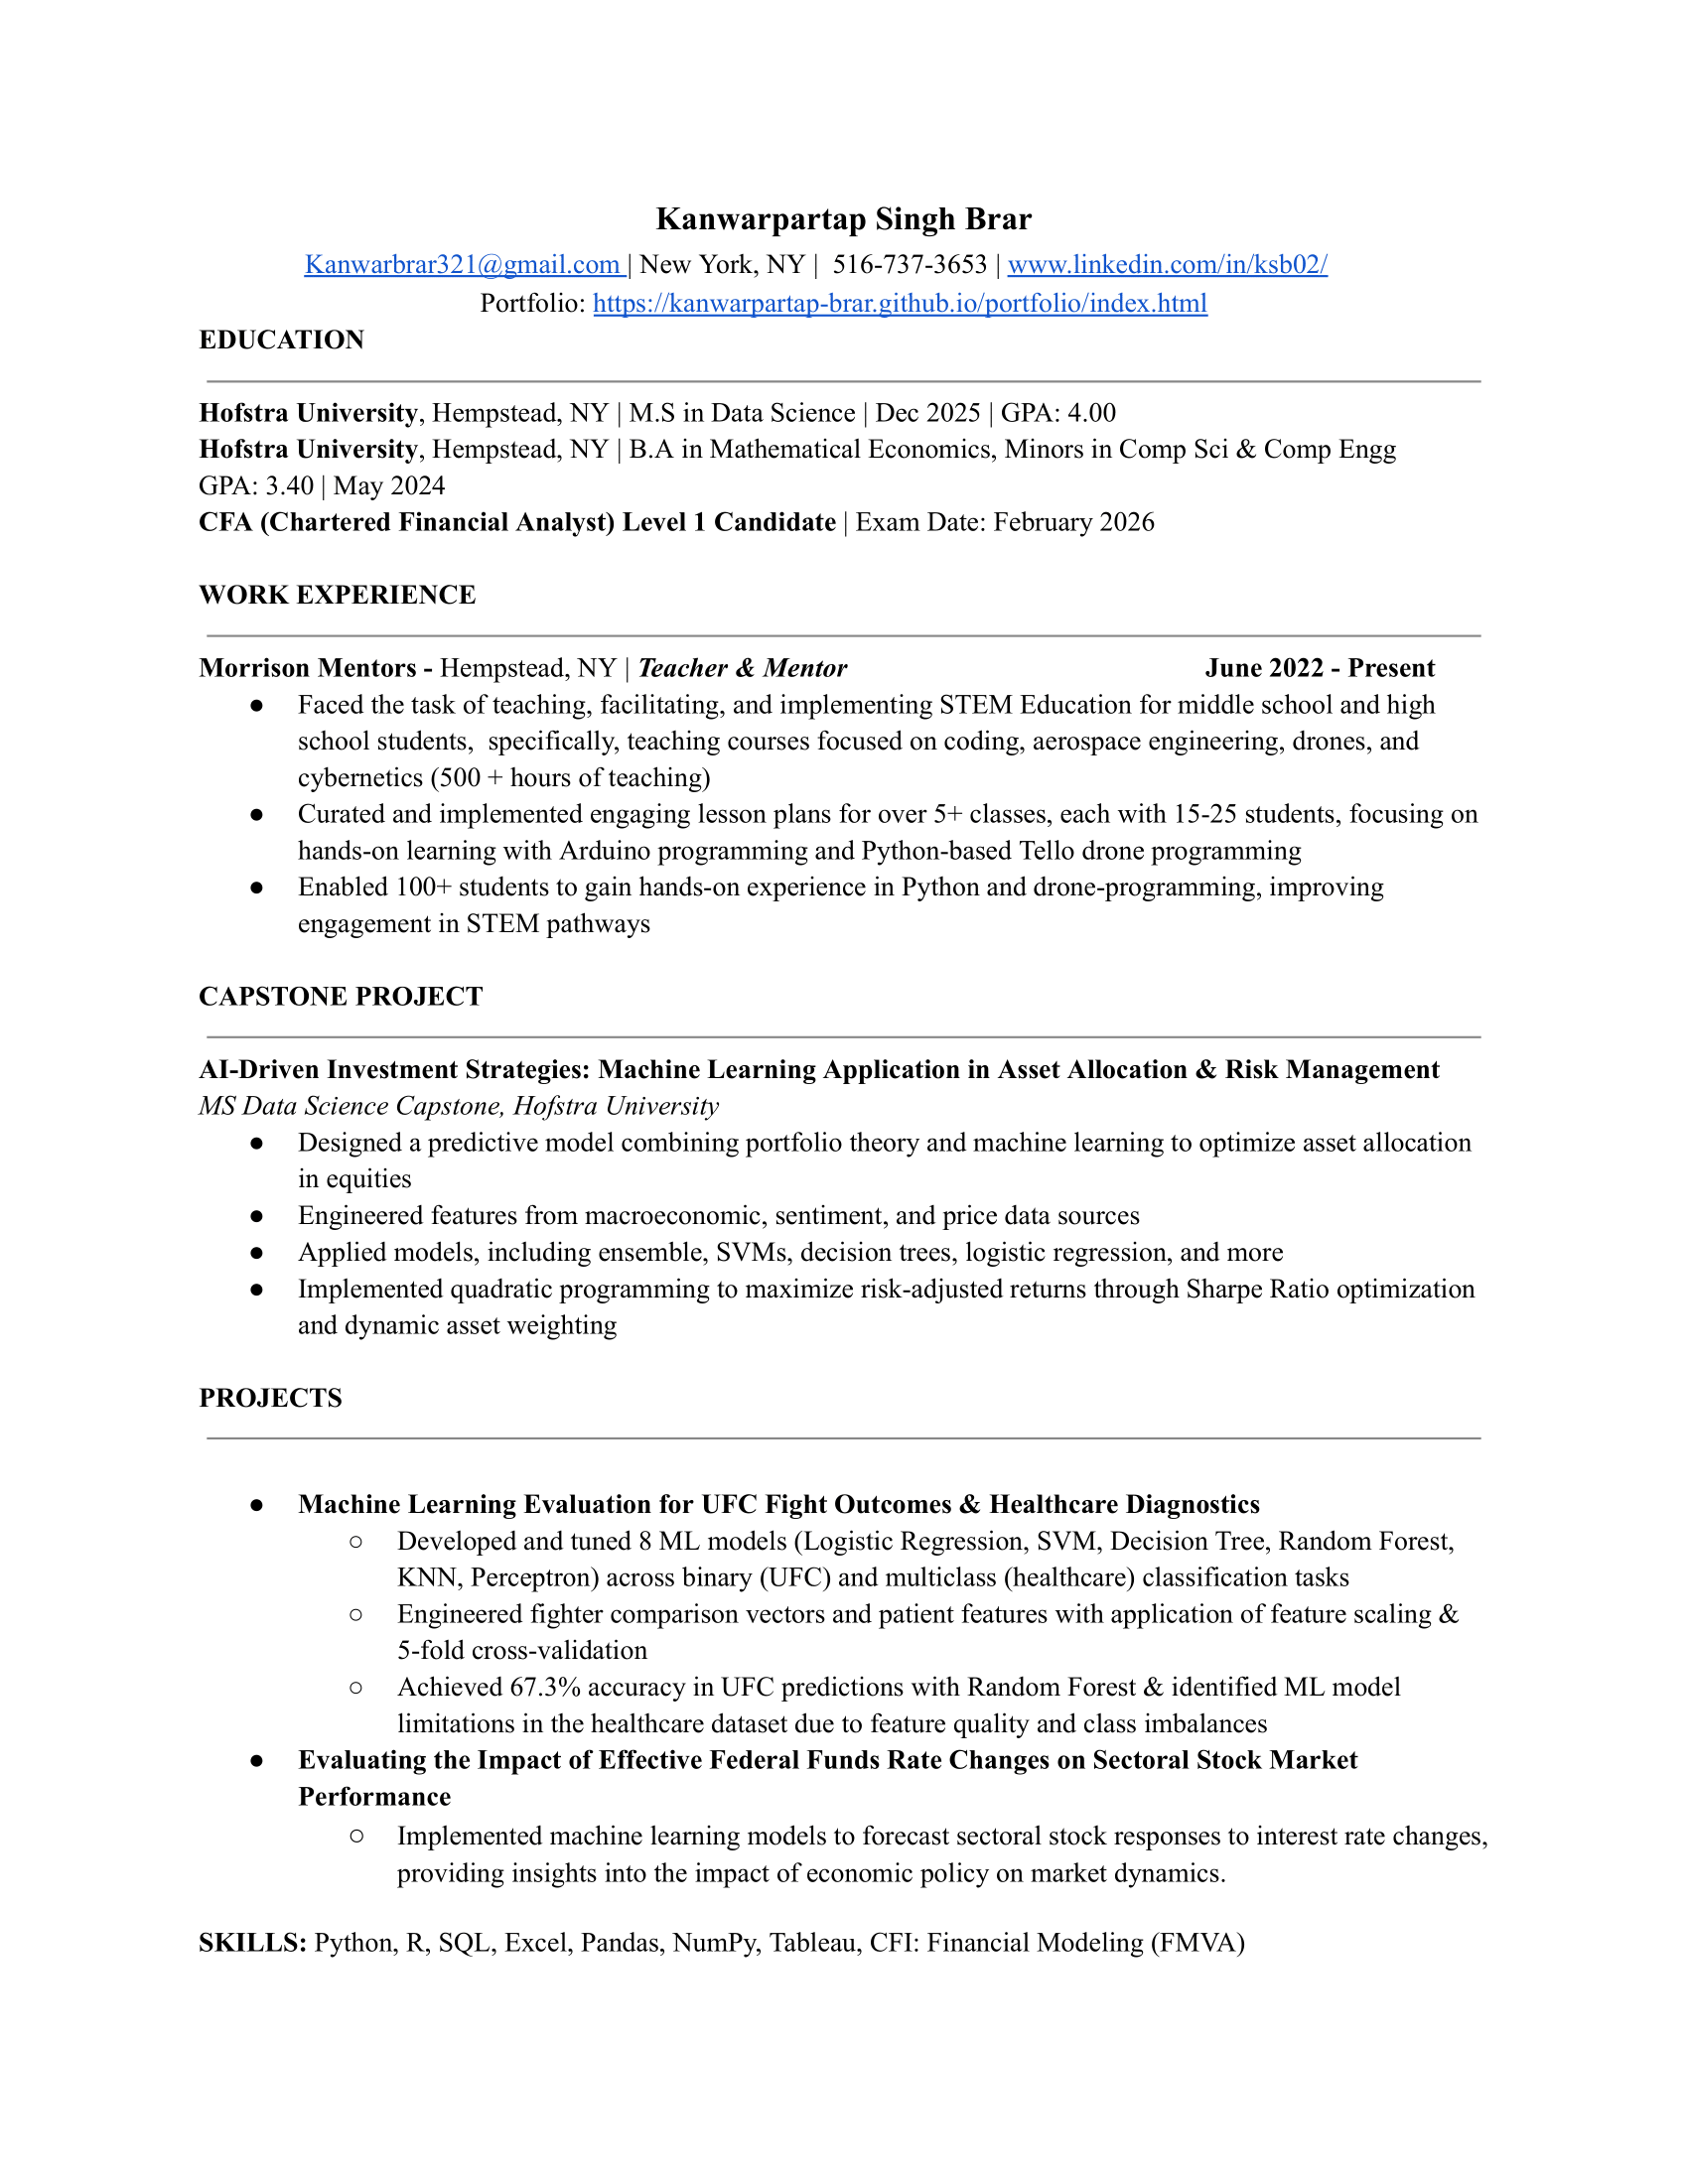 Kanwarpartap Singh Brar
Kanwarbrar321@gmail.com | New York, NY | 516-737-3653 | www.linkedin.com/in/ksb02/
Portfolio: https://kanwarpartap-brar.github.io/portfolio/index.html
EDUCATION
Hofstra University, Hempstead, NY | M.S in Data Science | Dec 2025 | GPA: 4.00
Hofstra University, Hempstead, NY | B.A in Mathematical Economics, Minors in Comp Sci & Comp Engg
GPA: 3.40 | May 2024
CFA (Chartered Financial Analyst) Level 1 Candidate | Exam Date: February 2026
WORK EXPERIENCE
Morrison Mentors - Hempstead, NY | Teacher & Mentor June 2022 - Present
● Faced the task of teaching, facilitating, and implementing STEM Education for middle school and high
school students, specifically, teaching courses focused on coding, aerospace engineering, drones, and
cybernetics (500 + hours of teaching)
● Curated and implemented engaging lesson plans for over 5+ classes, each with 15-25 students, focusing on
hands-on learning with Arduino programming and Python-based Tello drone programming
● Enabled 100+ students to gain hands-on experience in Python and drone-programming, improving
engagement in STEM pathways
CAPSTONE PROJECT
AI-Driven Investment Strategies: Machine Learning Application in Asset Allocation & Risk Management
MS Data Science Capstone, Hofstra University
● Designed a predictive model combining portfolio theory and machine learning to optimize asset allocation
in equities
● Engineered features from macroeconomic, sentiment, and price data sources
● Applied models, including ensemble, SVMs, decision trees, logistic regression, and more
● Implemented quadratic programming to maximize risk-adjusted returns through Sharpe Ratio optimization
and dynamic asset weighting
PROJECTS
● Machine Learning Evaluation for UFC Fight Outcomes & Healthcare Diagnostics
○ Developed and tuned 8 ML models (Logistic Regression, SVM, Decision Tree, Random Forest,
KNN, Perceptron) across binary (UFC) and multiclass (healthcare) classification tasks
○ Engineered fighter comparison vectors and patient features with application of feature scaling &
5-fold cross-validation
○ Achieved 67.3% accuracy in UFC predictions with Random Forest & identified ML model
limitations in the healthcare dataset due to feature quality and class imbalances
● Evaluating the Impact of Effective Federal Funds Rate Changes on Sectoral Stock Market
Performance
○ Implemented machine learning models to forecast sectoral stock responses to interest rate changes,
providing insights into the impact of economic policy on market dynamics.
SKILLS: Python, R, SQL, Excel, Pandas, NumPy, Tableau, CFI: Financial Modeling (FMVA)